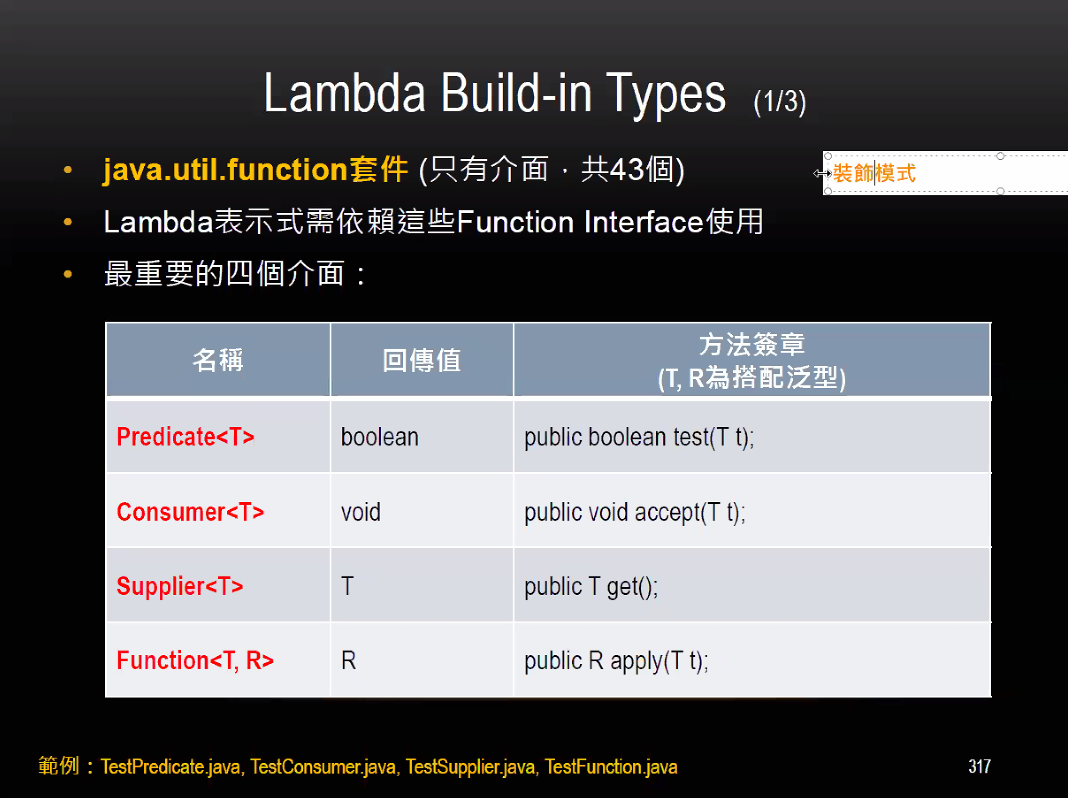 Lambda Build-in Types (1/3)
• java.util.function套件 (只有介面，共43個)
裝飾模式
• Lambda表示式需依賴這些Function Interface使用
• 最重要的四個介面：
名稱 回傳值 方法簽章
(T, R為搭配泛型)
Predicate<T> boolean public boolean test(T t);
Consumer<T> void public void accept(T t);
Supplier<T> T public T get();
Function<T, R> R public R apply(T t);
範例：TestPredicate.java, TestConsumer.java, TestSupplier.java, TestFunction.java
317